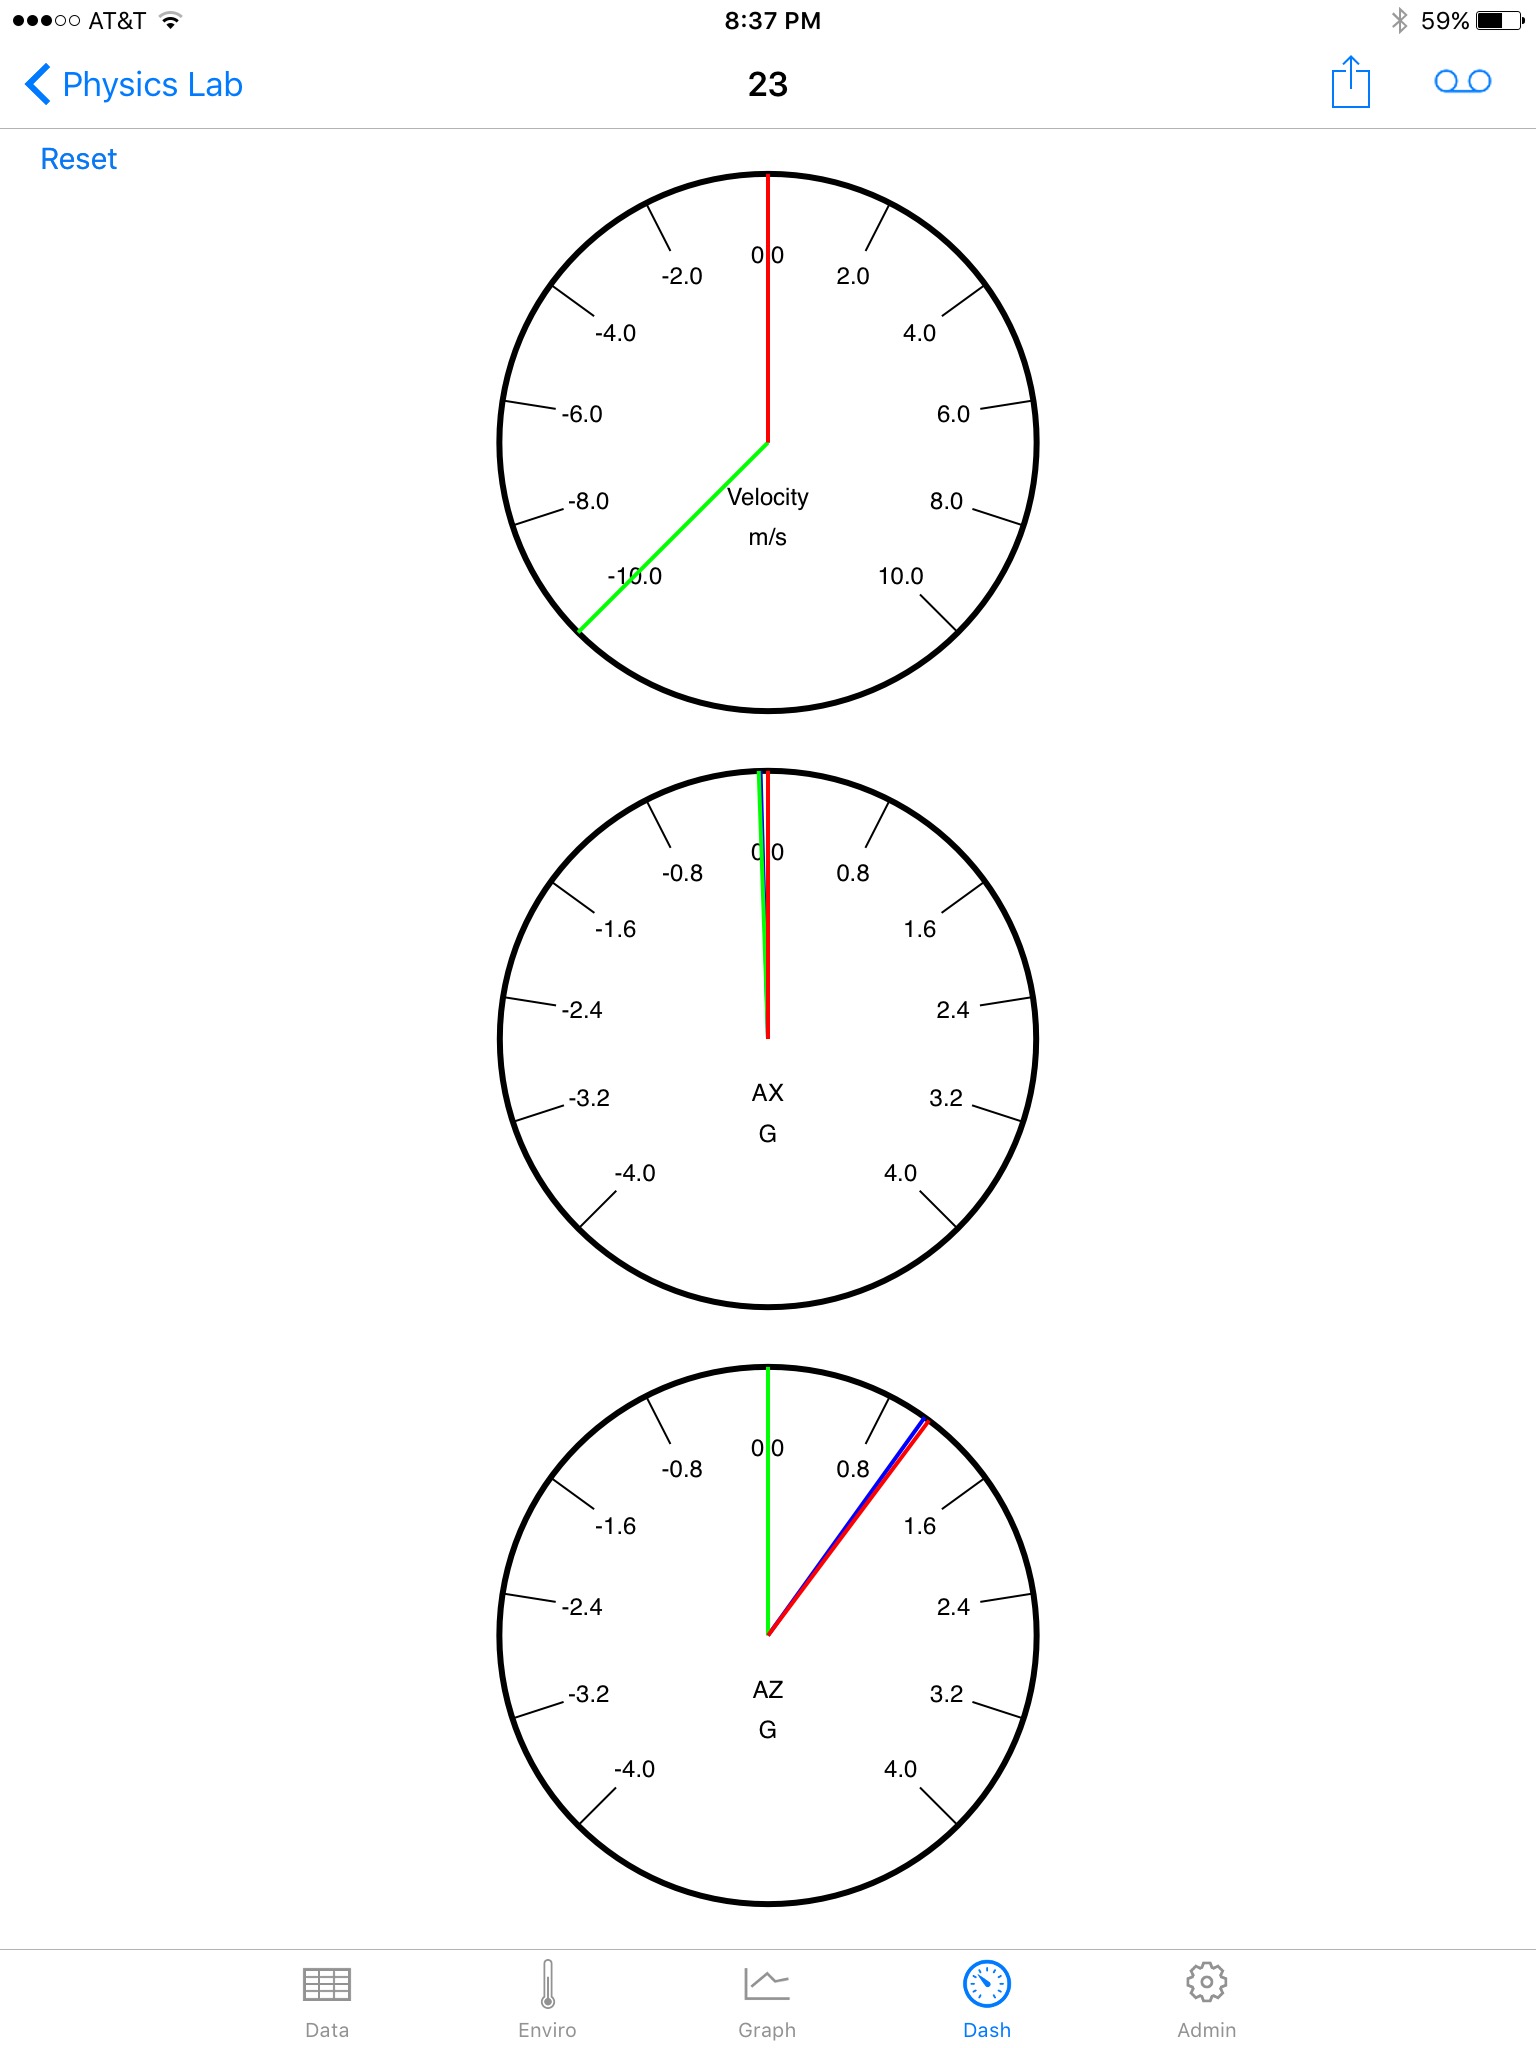 AT&T 8:37 PM 59%
Physics Lab 23
Reset
0.0
-2.0 2.0
-4.0 4.0
-6.0 6.0
-8.0 8.0
Velocity
m/s
-10.0 10.0
0.0
-0.8 0.8
-1.6 1.6
-2.4 2.4
-3.2 3.2
AX
G
-4.0 4.0
0.0
-0.8 0.8
-1.6 1.6
-2.4 2.4
-3.2 3.2
AZ
G
-4.0 4.0
Data Enviro Graph Dash Admin